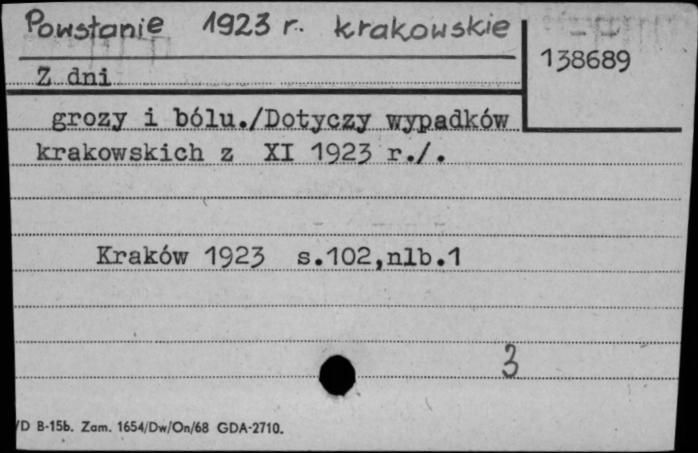 Powstanie 1923 r. krakowskie
138689
Z dni
grozy i bólu./Dotyczy wypadków
krakowskich z XI 1923 r./.
Kraków 1923 s.102,nlb.1
3
/D B-15b. Zam. 1654/Dw/On/68 GDA-2710.